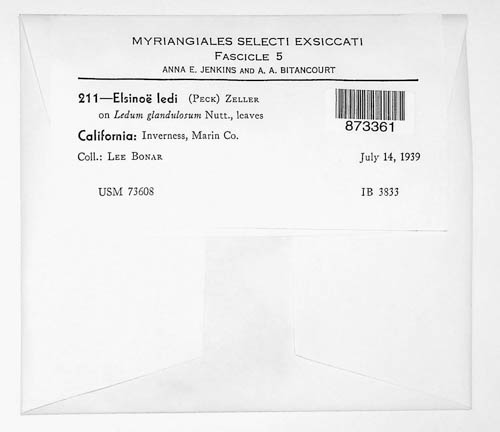 MYRIANGIALES SELECTI EXSICCATI
FASCICLE 5
ANNA E. JENKINS AND A. A. BITANCOURT
211—Elsinoë ledi (PECK) ZELLER
on Ledum glandulosum Nutt., leaves
California: Inverness, Marin Co.
Coll.: LEE BONAR July 14, 1939
USM 73608 IB 3833
873361